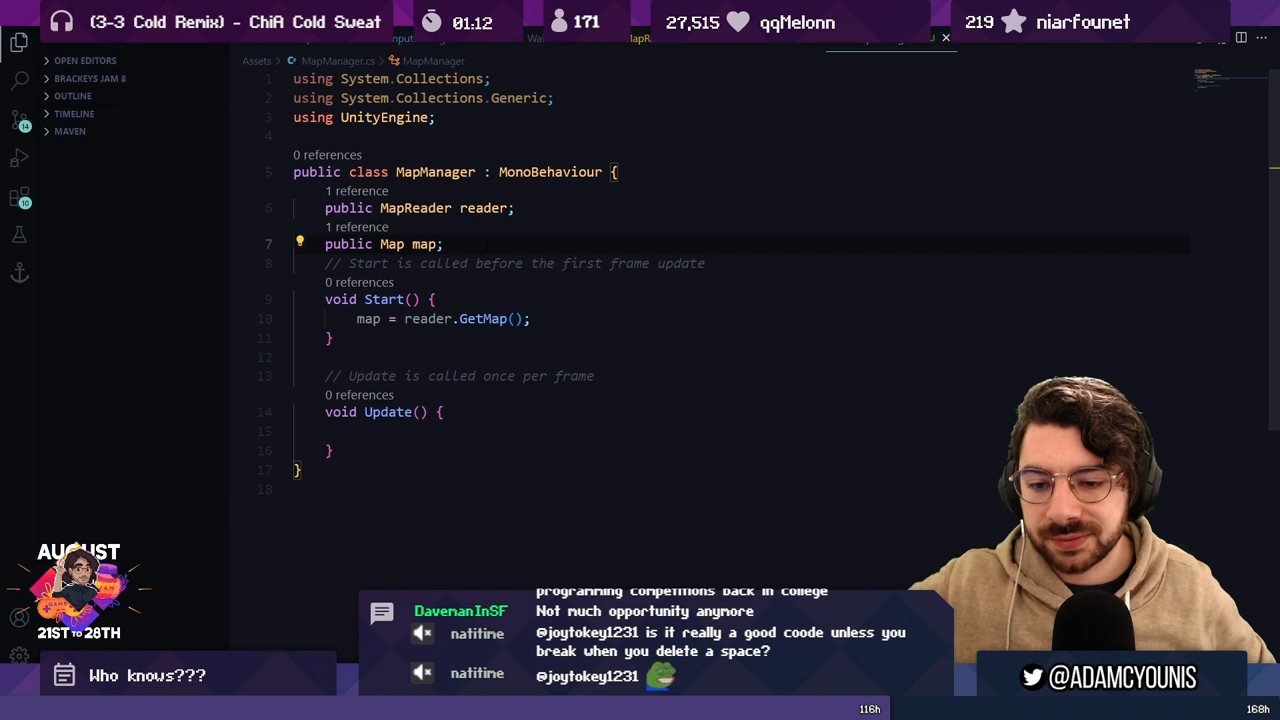 (3-3 Cold Remix) - ChiA Cold Sweat
01:12
171
27,515 qqMelonn
219 niarfounet
OPEN EDITORS
BRACKEYS JAM 8
OUTLINE
TIMELINE
MAVEN
14
10
Assets > MapManager.cs > MapManager
1 using System.Collections;
2 using System.Collections.Generic;
3 using UnityEngine;
4
0 references
5 public class MapManager : MonoBehaviour {
1 reference
6 public MapReader reader;
1 reference
7 public Map map;
8 // Start is called before the first frame update
0 references
9 void Start() {
10 map = reader.GetMap();
11 }
12
13 // Update is called once per frame
0 references
14 void Update() {
15
16 }
17 }
18
AUGUST
21ST TO 28TH
Who knows???
programming competitions back in college
DavemanInSF Not much opportunity anymore
natitime @joytokey1231 is it really a good coode unless you
break when you delete a space?
natitime @joytokey1231
@ADAMCYOUNIS
116h
168h